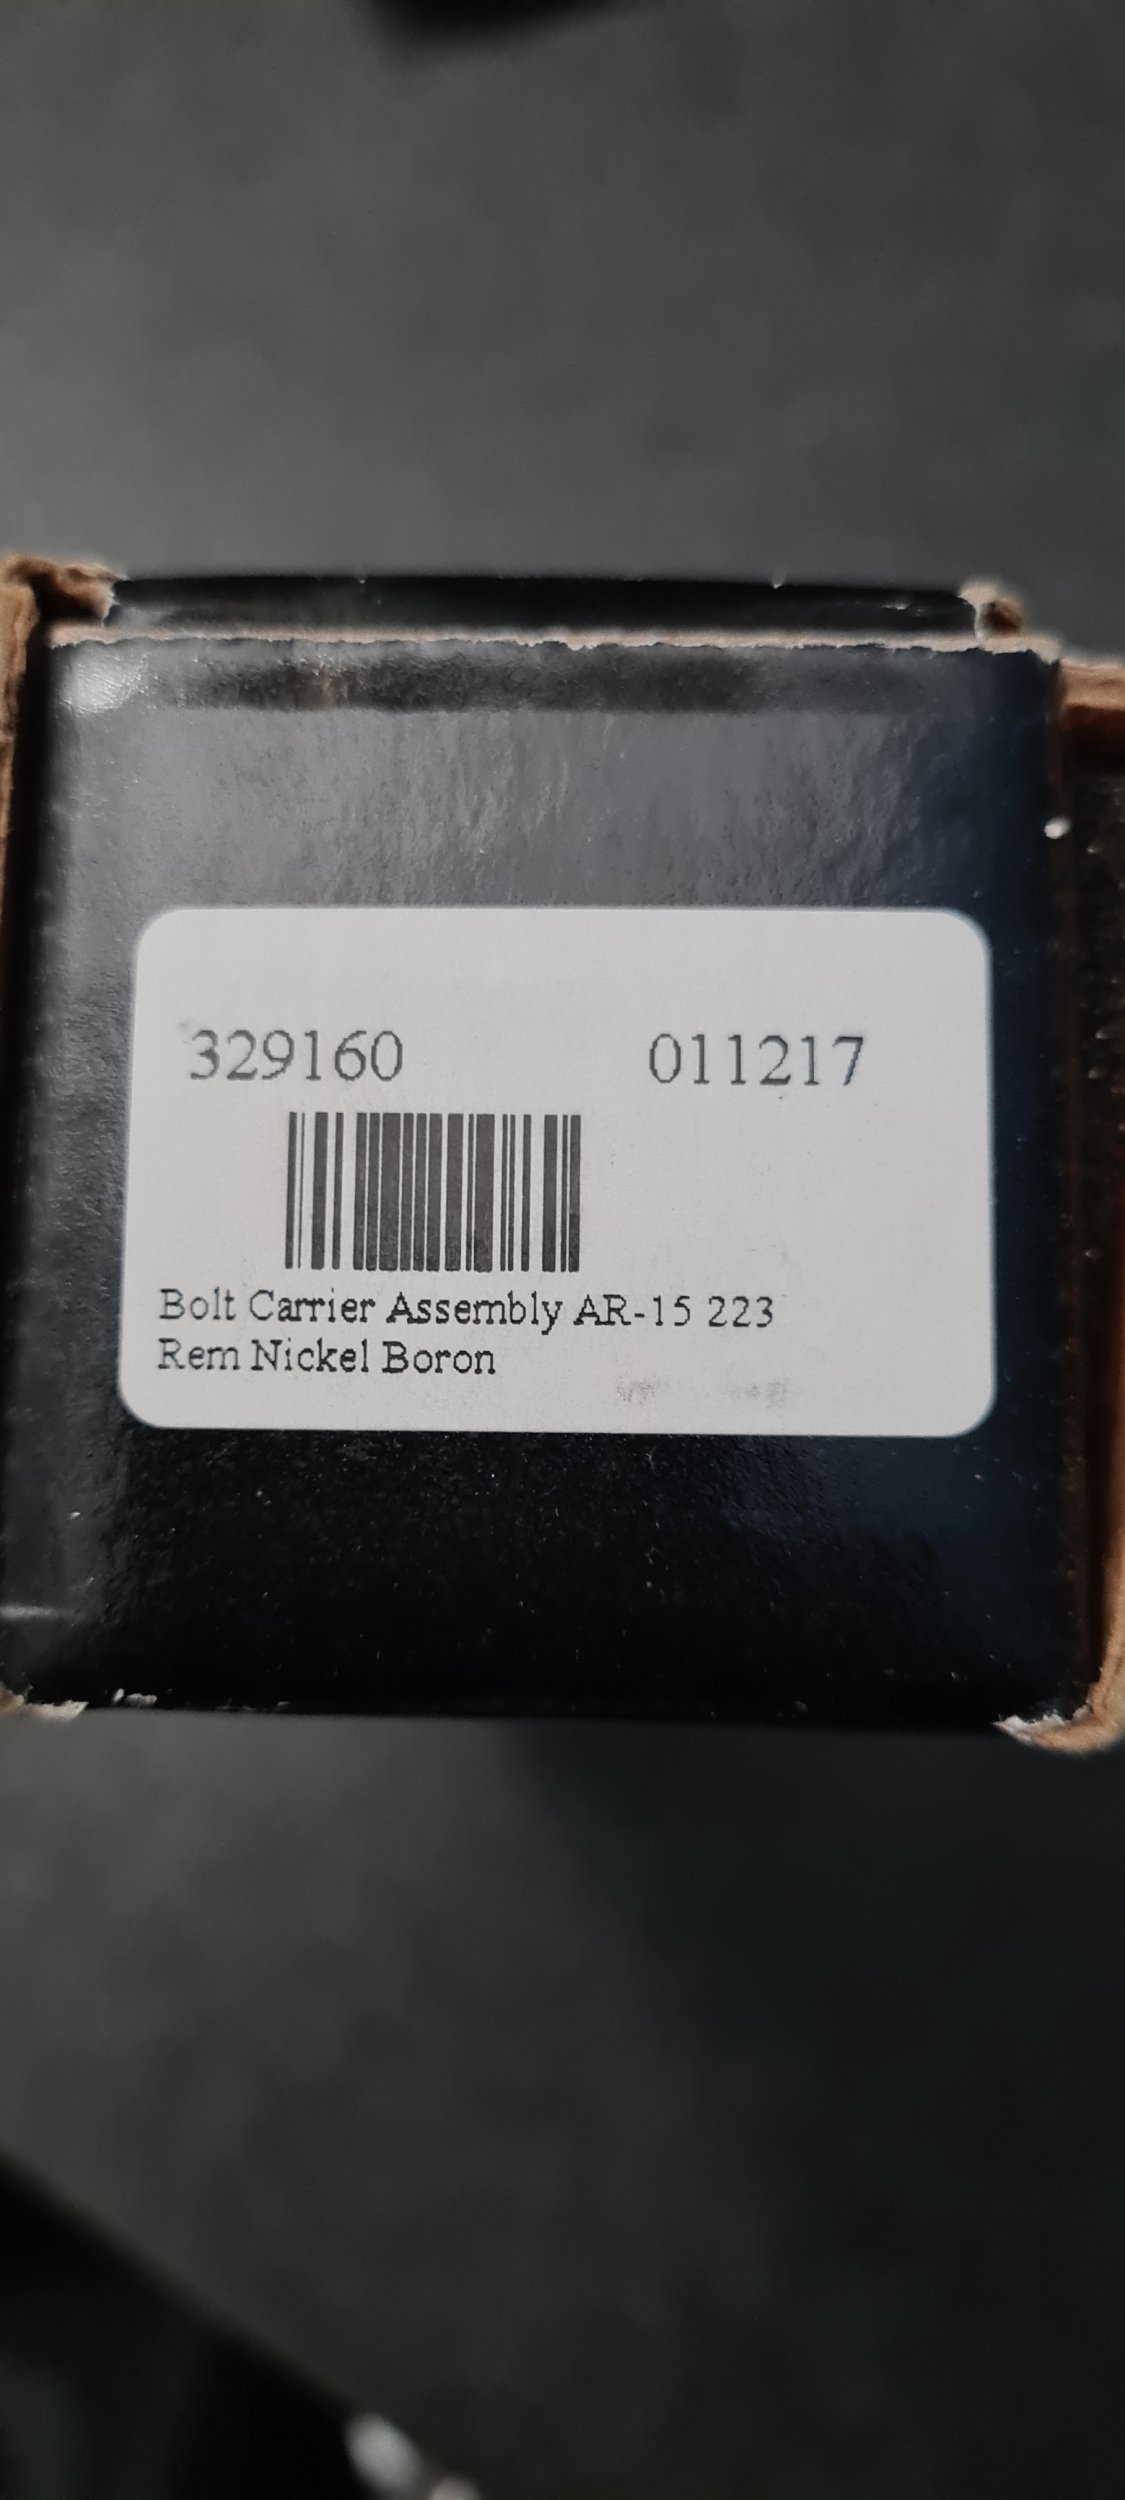 329160 011217
Bolt Carrier Assembly AR-15 223
Rem Nickel Boron